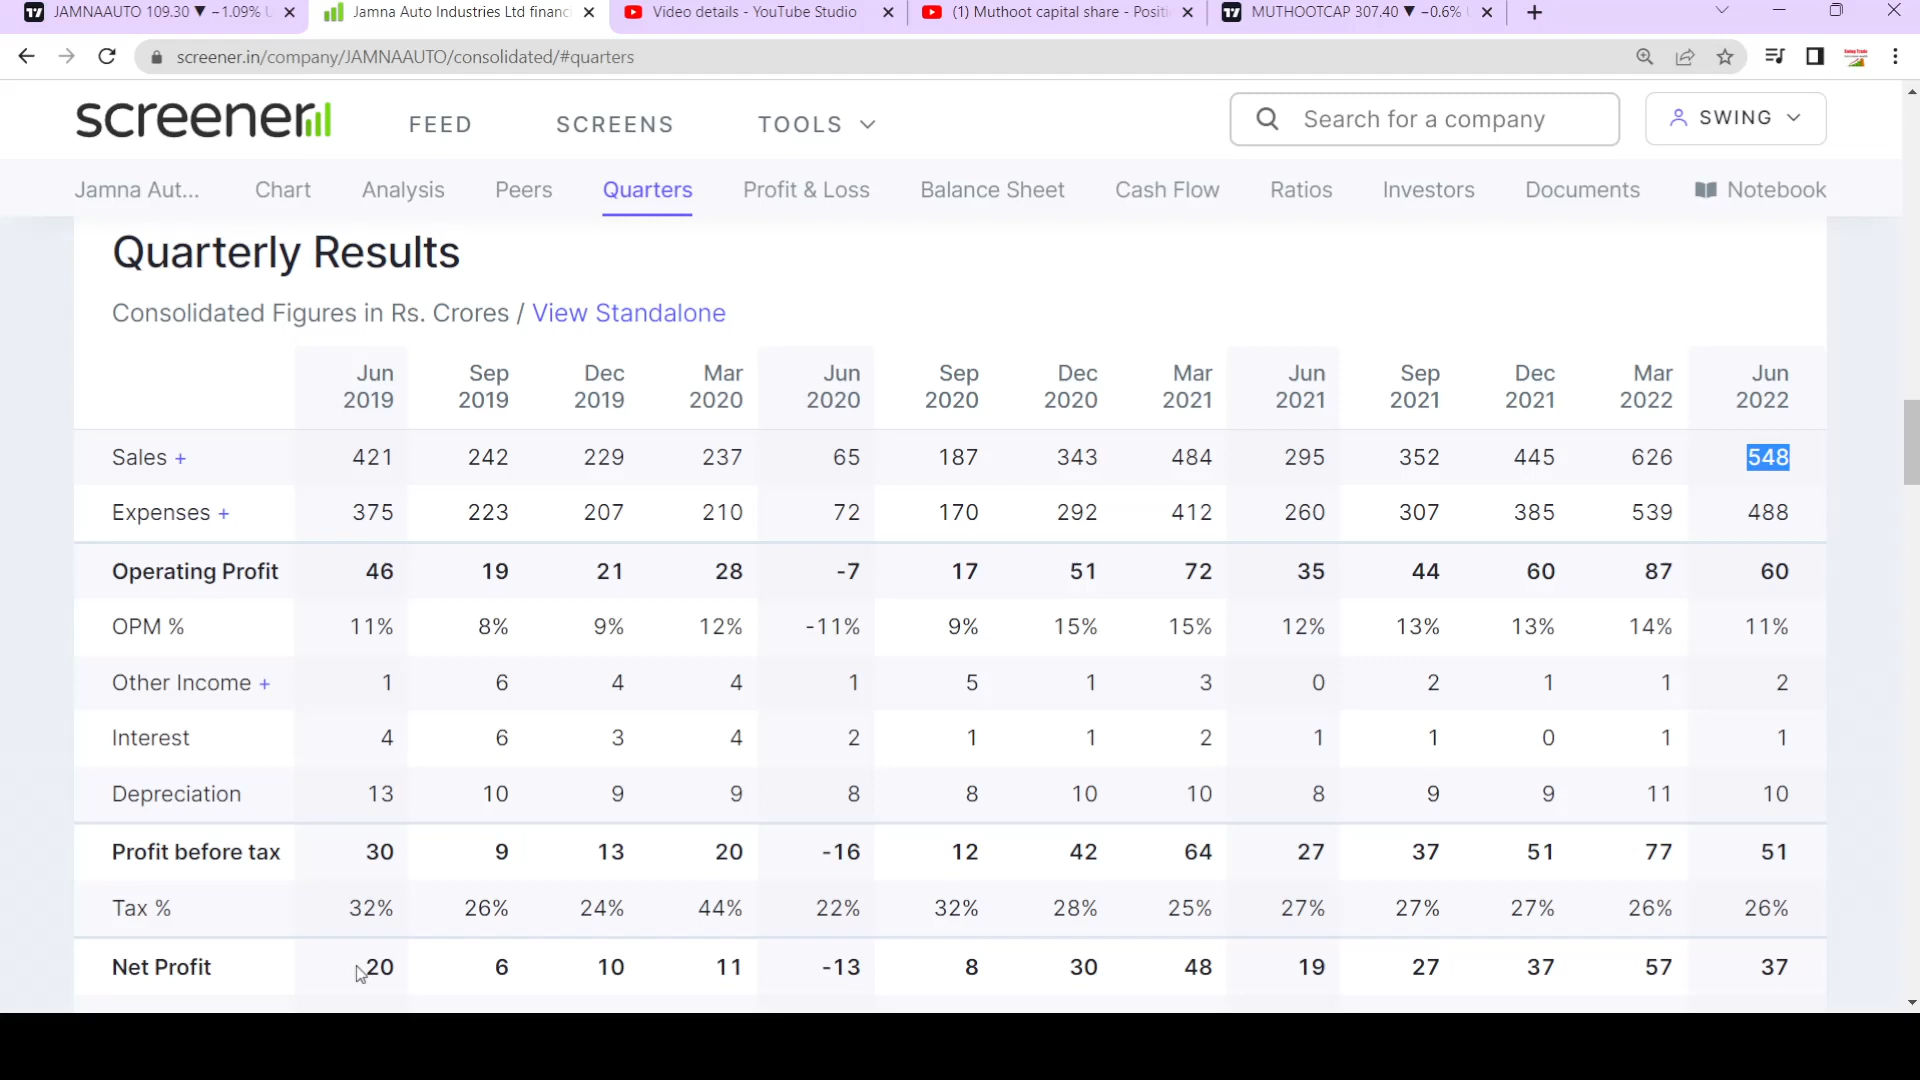 JAMNAAUTO 109.30 ▼ −1.09%
Jamna Auto Industries Ltd financ
Video details - YouTube Studio
(1) Muthoot capital share - Positi
MUTHOOTCAP 307.40 ▼ −0.6%
screener.in/company/JAMNAAUTO/consolidated/#quarters
screener
FEED SCREENS TOOLS
Search for a company
SWING
Jamna Aut... Chart Analysis Peers Quarters Profit & Loss Balance Sheet Cash Flow Ratios Investors Documents Notebook
Quarterly Results
Consolidated Figures in Rs. Crores / View Standalone
Jun 2019 Sep 2019 Dec 2019 Mar 2020 Jun 2020 Sep 2020 Dec 2020 Mar 2021 Jun 2021 Sep 2021 Dec 2021 Mar 2022 Jun 2022
Sales + 421 242 229 237 65 187 343 484 295 352 445 626 548
Expenses + 375 223 207 210 72 170 292 412 260 307 385 539 488
Operating Profit 46 19 21 28 -7 17 51 72 35 44 60 87 60
OPM % 11% 8% 9% 12% -11% 9% 15% 15% 12% 13% 13% 14% 11%
Other Income + 1 6 4 4 1 5 1 3 0 2 1 1 2
Interest 4 6 3 4 2 1 1 2 1 1 0 1 1
Depreciation 13 10 9 9 8 8 10 10 8 9 9 11 10
Profit before tax 30 9 13 20 -16 12 42 64 27 37 51 77 51
Tax % 32% 26% 24% 44% 22% 32% 28% 25% 27% 27% 27% 26% 26%
Net Profit 20 6 10 11 -13 8 30 48 19 27 37 57 37